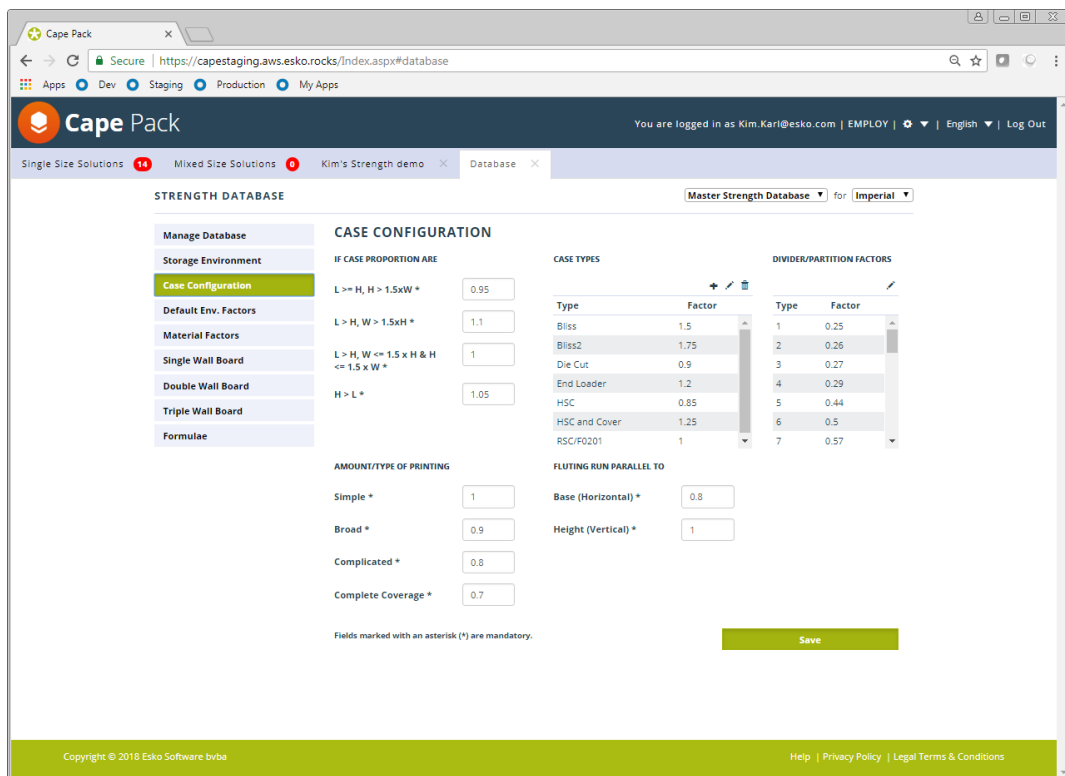 Cape Pack
Secure | https://capestaging.aws.esko.rocks/Index.aspx#database
Apps Dev Staging Production My Apps
Cape Pack
You are logged in as Kim.Karl@esko.com | EMPLOY | | English | Log Out
Single Size Solutions 14 Mixed Size Solutions 0 Kim's Strength demo Database
STRENGTH DATABASE
Master Strength Database for Imperial
Manage Database
Storage Environment
Case Configuration
Default Env. Factors
Material Factors
Single Wall Board
Double Wall Board
Triple Wall Board
Formulae
CASE CONFIGURATION
IF CASE PROPORTION ARE
L >= H, H > 1.5xW * 0.95
L > H, W > 1.5xH * 1.1
L > H, W <= 1.5 x H & H
<= 1.5 x W * 1
H > L * 1.05
CASE TYPES
Type Factor
Bliss 1.5
Bliss2 1.75
Die Cut 0.9
End Loader 1.2
HSC 0.85
HSC and Cover 1.25
RSC/F0201 1
DIVIDER/PARTITION FACTORS
Type Factor
1 0.25
2 0.26
3 0.27
4 0.29
5 0.44
6 0.5
7 0.57
AMOUNT/TYPE OF PRINTING
Simple * 1
Broad * 0.9
Complicated * 0.8
Complete Coverage * 0.7
FLUTING RUN PARALLEL TO
Base (Horizontal) * 0.8
Height (Vertical) * 1
Fields marked with an asterisk (*) are mandatory.
Save
Copyright © 2018 Esko Software bvba
Help | Privacy Policy | Legal Terms & Conditions